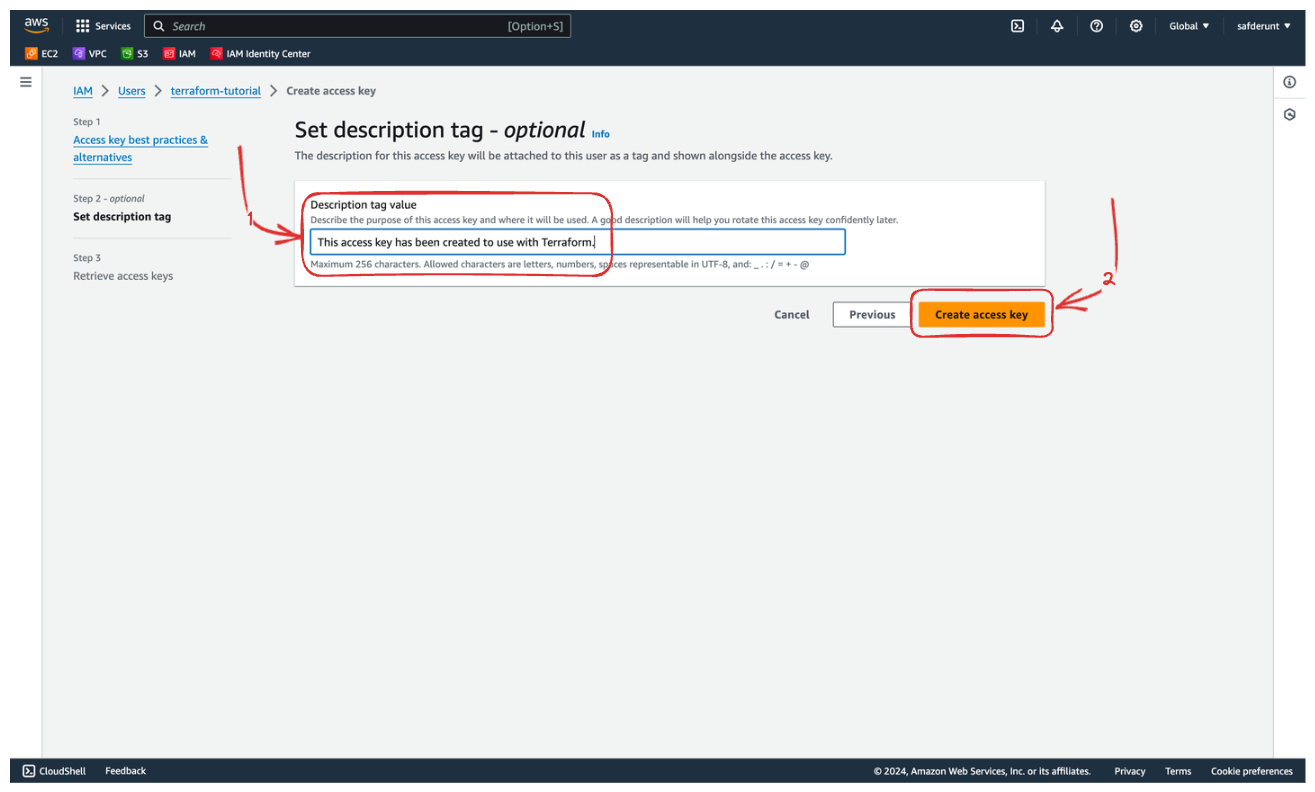 aws
Services
Search
[Option+S]
Global
safderunt
EC2
VPC
S3
IAM
IAM Identity Center
IAM > Users > terraform-tutorial > Create access key
Step 1
Access key best practices &
alternatives
Step 2 - optional
Set description tag
Step 3
Retrieve access keys
Set description tag - optional Info
The description for this access key will be attached to this user as a tag and shown alongside the access key.
1
Description tag value
Describe the purpose of this access key and where it will be used. A good description will help you rotate this access key confidently later.
This access key has been created to use with Terraform.
Maximum 256 characters. Allowed characters are letters, numbers, spaces representable in UTF-8, and: _ . : / = + - @
2
Cancel
Previous
Create access key
CloudShell
Feedback
© 2024, Amazon Web Services, Inc. or its affiliates.
Privacy
Terms
Cookie preferences